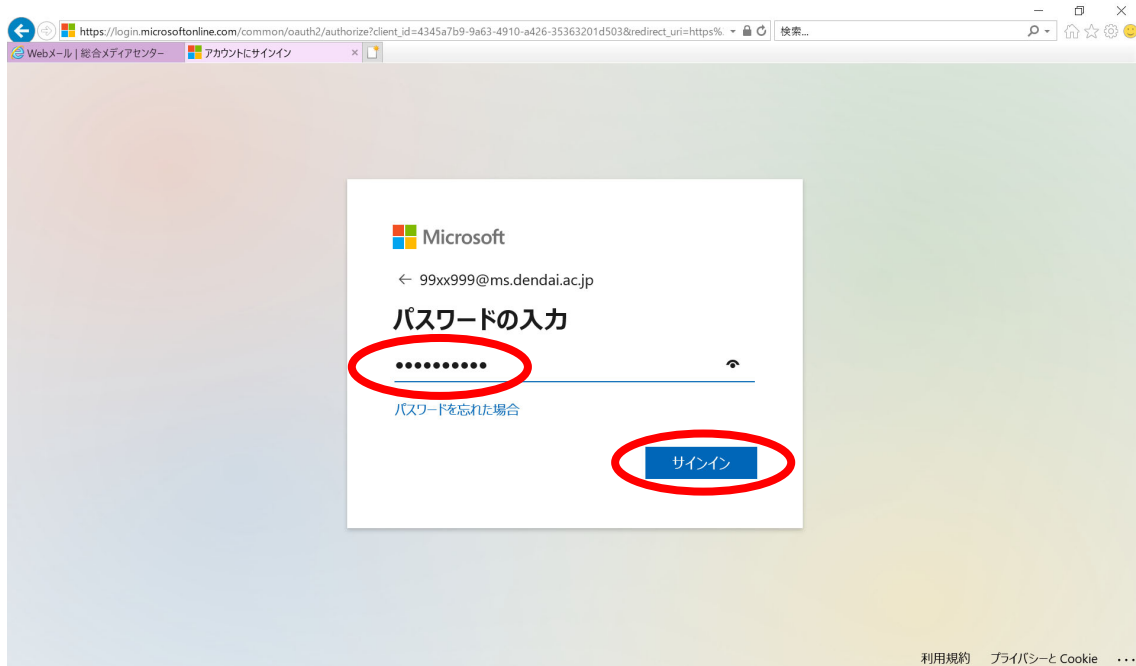 https://login.microsoftonline.com/common/oauth2/authorize?client_id=4345a7b9-9a63-4910-a426-35363201d503&redirect_uri=https%. 検索...
Webメール | 総合メディアセンター アカウントにサインイン
Microsoft
← 99xx999@ms.dendai.ac.jp
パスワードの入力
••••••••••
パスワードを忘れた場合
サインイン
利用規約 プライバシーと Cookie ...